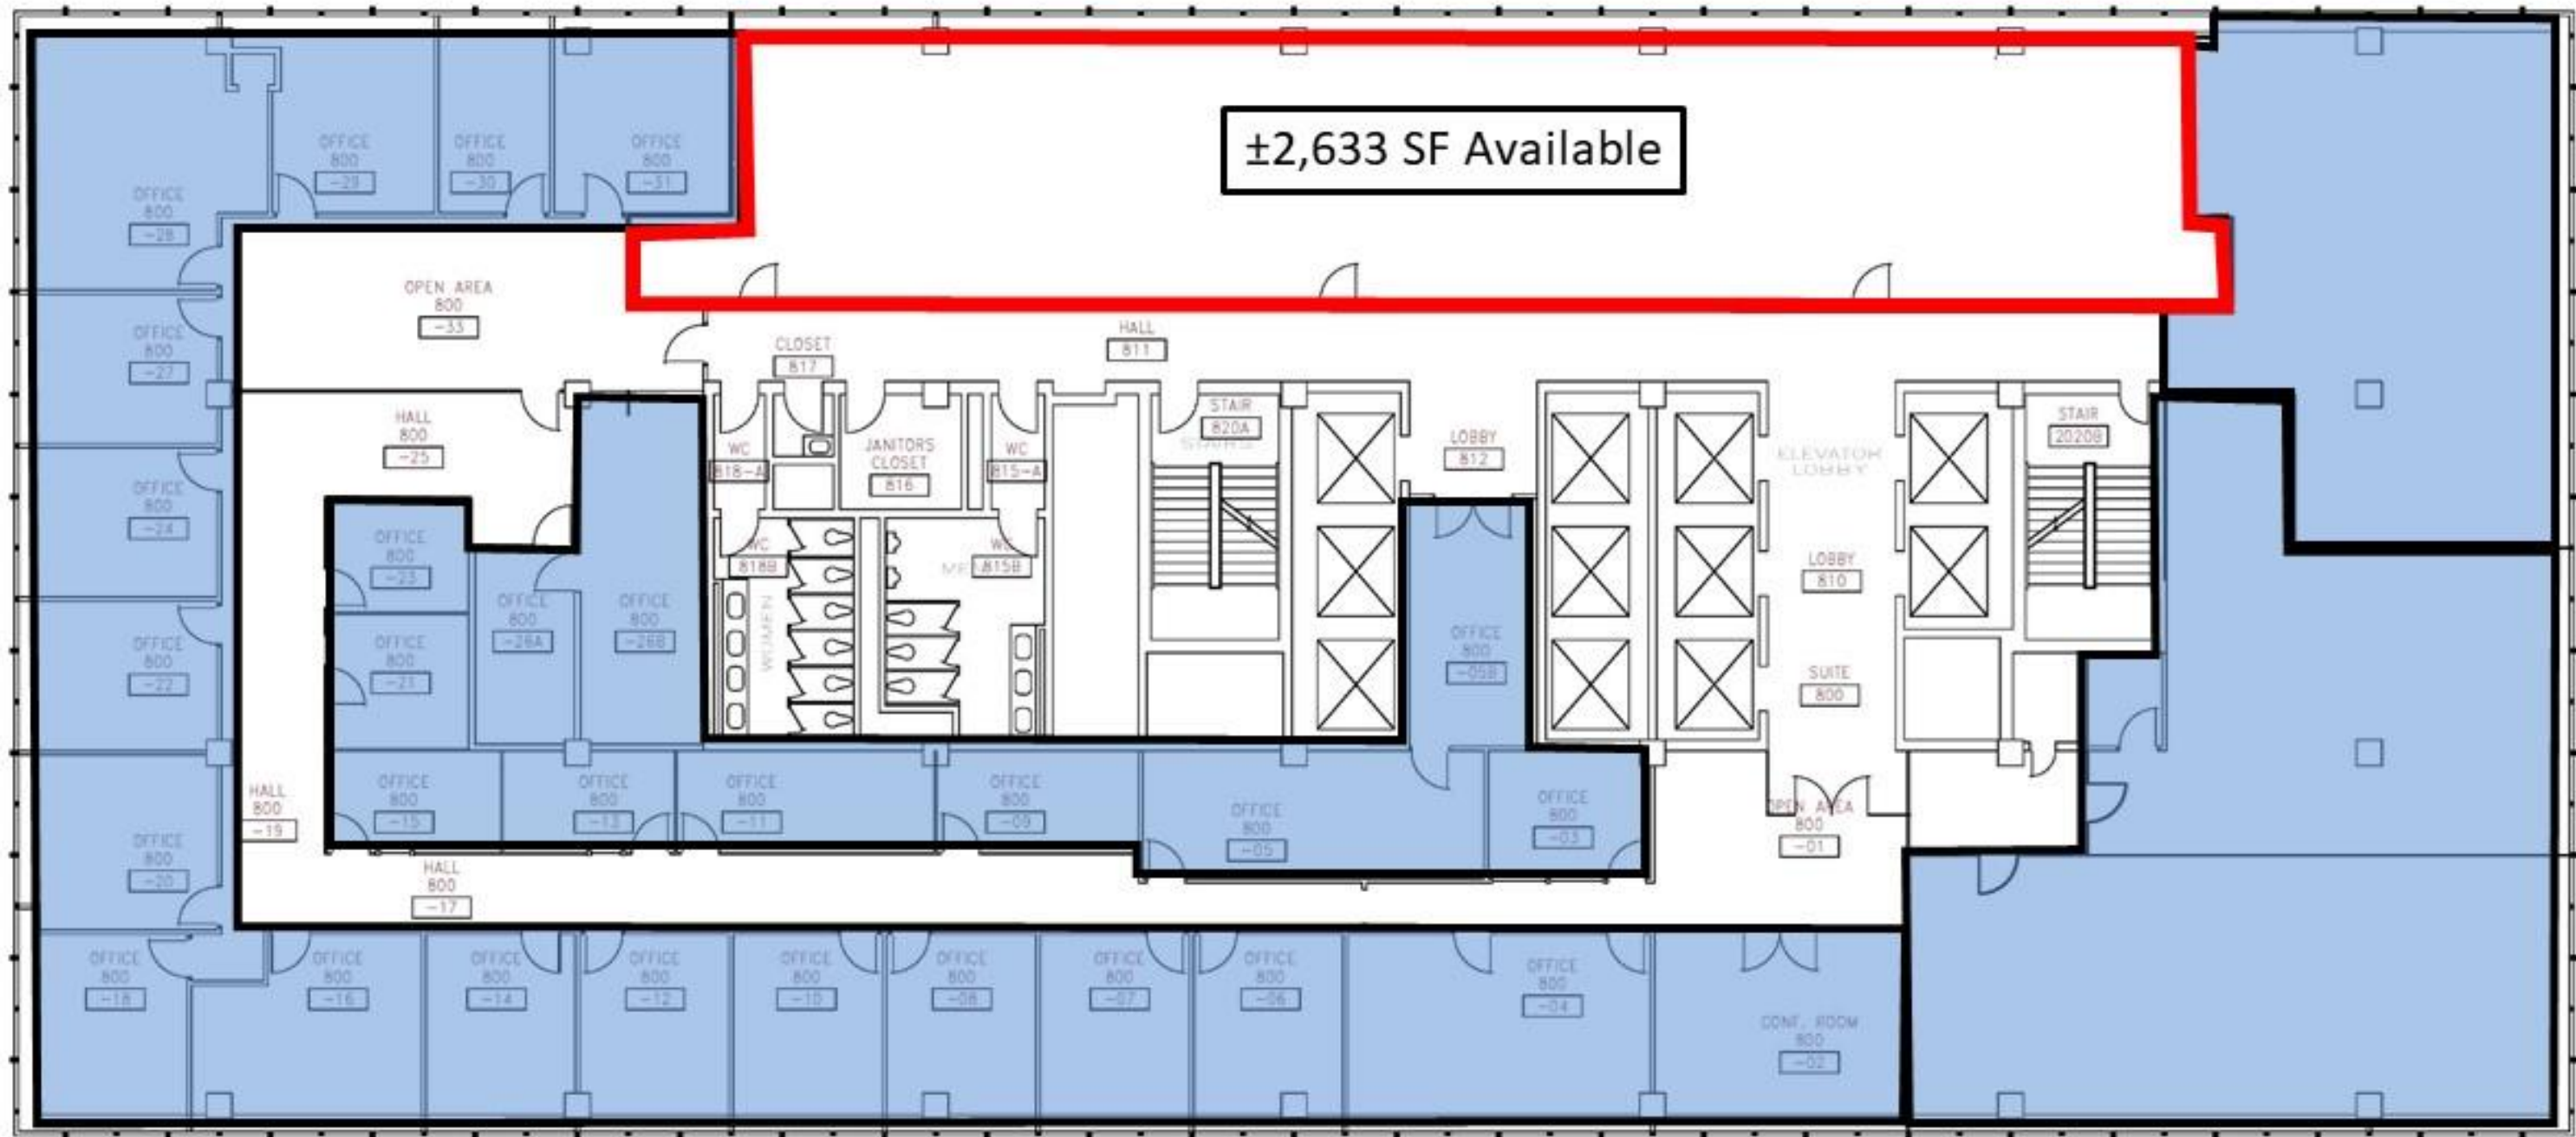 ±2,633 SF Available
OFFICE
800
-29
OFFICE
800
-30
OFFICE
800
-31
OFFICE
800
-28
OPEN AREA
800
-33
OFFICE
800
-27
CLOSET
817
HALL
811
HALL
800
-25
OFFICE
800
-24
WC
818-A
JANITORS
CLOSET
816
WC
815-A
STAIR
820A
STAIRS
LOBBY
812
ELEVATOR
LOBBY
STAIR
2020B
OFFICE
800
-23
WC
818B
WC
815B
LOBBY
810
OFFICE
800
-22
OFFICE
800
-21
OFFICE
800
-26A
OFFICE
800
-26B
WOMEN
OFFICE
800
-05B
SUITE
800
HALL
800
-19
OFFICE
800
-15
OFFICE
800
-13
OFFICE
800
-11
OFFICE
800
-09
OFFICE
800
-05
OFFICE
800
-03
OPEN AREA
800
-01
OFFICE
800
-20
HALL
800
-17
OFFICE
800
-18
OFFICE
800
-16
OFFICE
800
-14
OFFICE
800
-12
OFFICE
800
-10
OFFICE
800
-08
OFFICE
800
-07
OFFICE
800
-06
OFFICE
800
-04
CONF. ROOM
800
-02